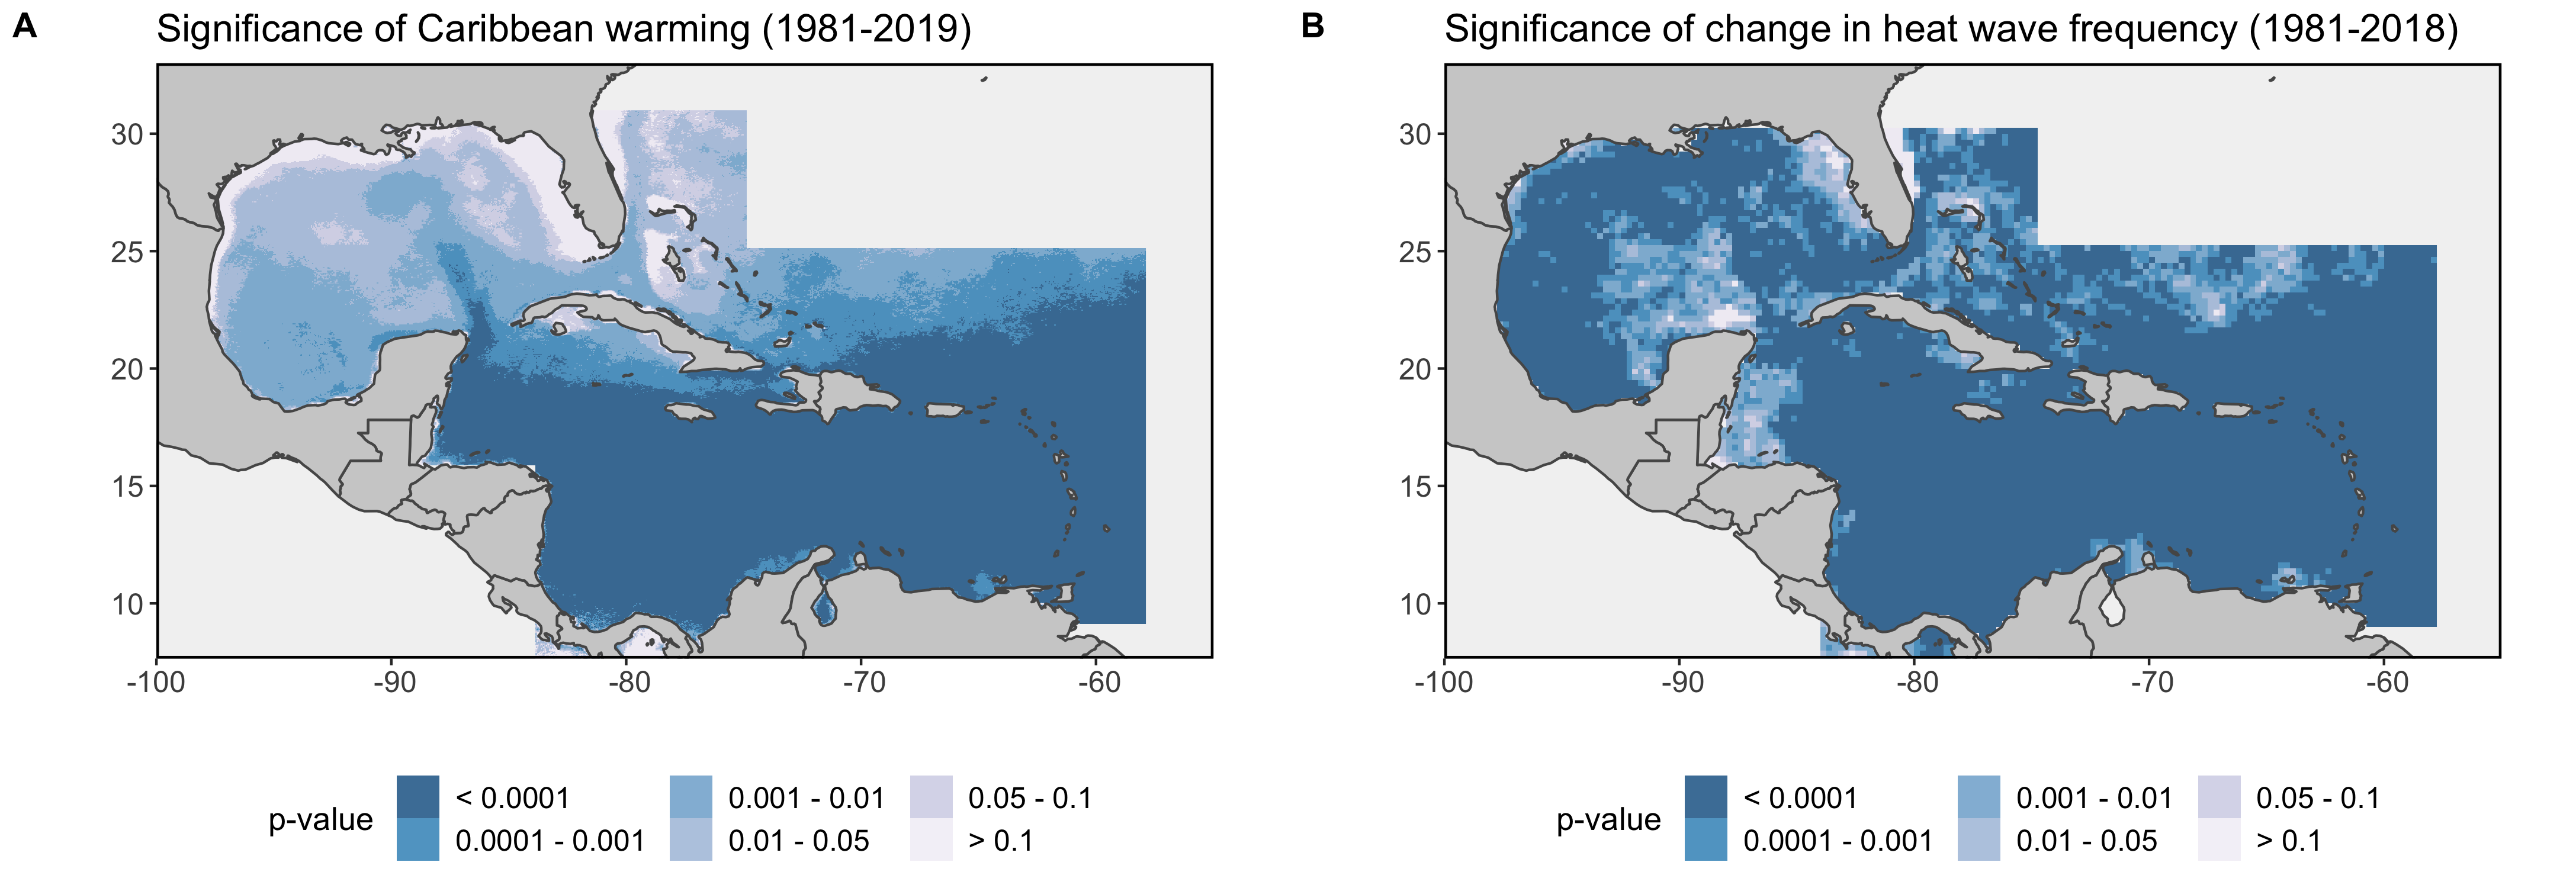 A Significance of Caribbean warming (1981-2019)
30
25
20
15
10
-100 -90 -80 -70 -60
p-value
< 0.0001 0.001 - 0.01 0.05 - 0.1
0.0001 - 0.001 0.01 - 0.05 > 0.1
B Significance of change in heat wave frequency (1981-2018)
30
25
20
15
10
-100 -90 -80 -70 -60
p-value
< 0.0001 0.001 - 0.01 0.05 - 0.1
0.0001 - 0.001 0.01 - 0.05 > 0.1